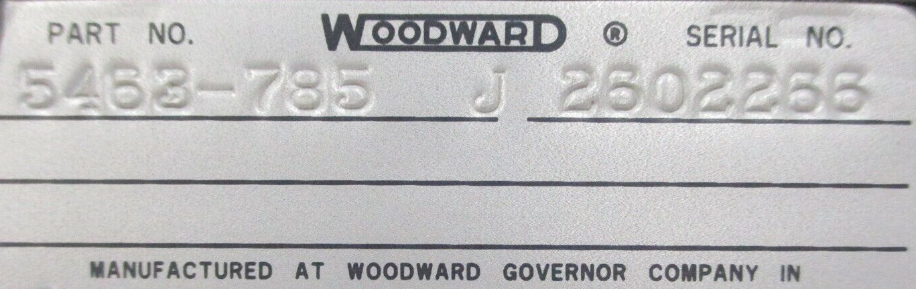 PART NO. WOODWARD ® SERIAL NO.
5463-785 J 2602266
MANUFACTURED AT WOODWARD GOVERNOR COMPANY IN